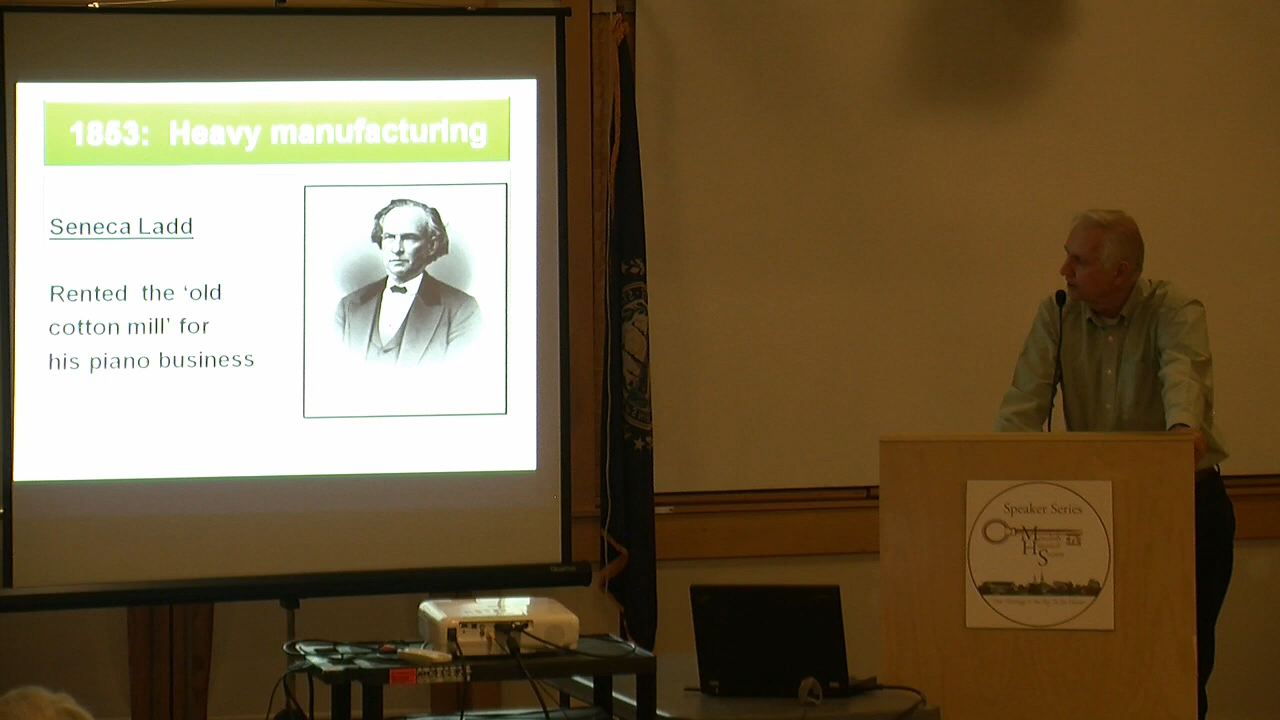 1853: Heavy manufacturing
Seneca Ladd
Rented the ‘old
cotton mill’ for
his piano business
Speaker Series
M
H
S